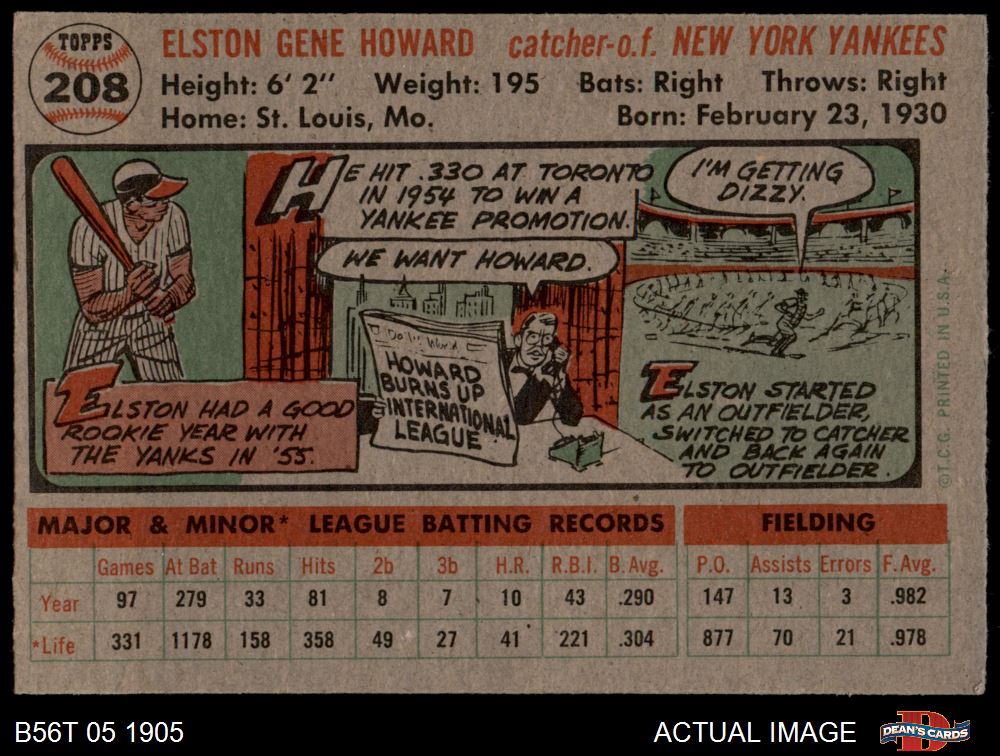 TOPPS
208
ELSTON GENE HOWARD catcher-o.f. NEW YORK YANKEES
Height: 6' 2" Weight: 195 Bats: Right Throws: Right
Home: St. Louis, Mo. Born: February 23, 1930
HE HIT .330 AT TORONTO
IN 1954 TO WIN A
YANKEE PROMOTION.
WE WANT HOWARD.
HOWARD
BURNS UP
INTERNATIONAL
LEAGUE
ELSTON HAD A GOOD
ROOKIE YEAR WITH
THE YANKS IN '55.
I'M GETTING
DIZZY.
ELSTON STARTED
AS AN OUTFIELDER,
SWITCHED TO CATCHER
AND BACK AGAIN
TO OUTFIELDER.
©T.C.G. PRINTED IN U.S.A.
MAJOR & MINOR* LEAGUE BATTING RECORDS FIELDING
Games At Bat Runs Hits 2b 3b H.R. R.B.I. B. Avg. P.O. Assists Errors F. Avg.
Year 97 279 33 81 8 7 10 43 .290 147 13 3 .982
*Life 331 1178 158 358 49 27 41 221 .304 877 70 21 .978
B56T 05 1905 ACTUAL IMAGE DEAN'S CARDS